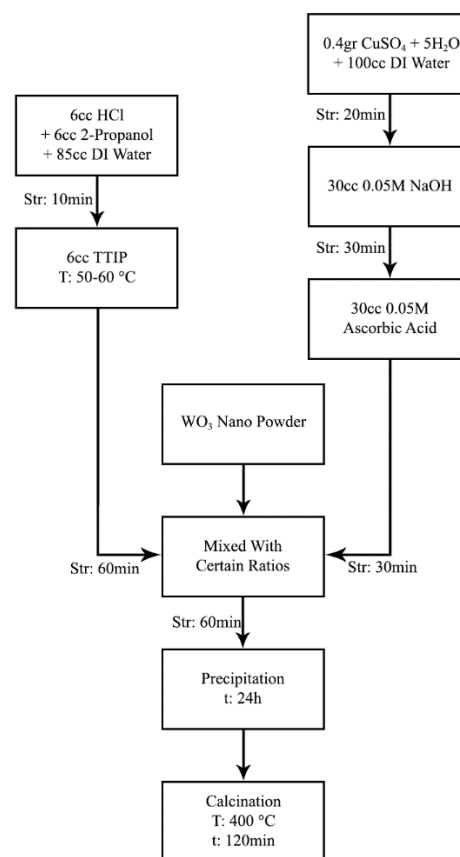 0.4gr CuSO₄ + 5H₂O
+ 100cc DI Water
Str: 20min
6cc HCl
+ 6cc 2-Propanol
+ 85cc DI Water
30cc 0.05M NaOH
Str: 10min
Str: 30min
6cc TTIP
T: 50-60 °C
30cc 0.05M
Ascorbic Acid
WO₃ Nano Powder
Mixed With
Certain Ratios
Str: 60min
Str: 30min
Str: 60min
Precipitation
t: 24h
Calcination
T: 400 °C
t: 120min